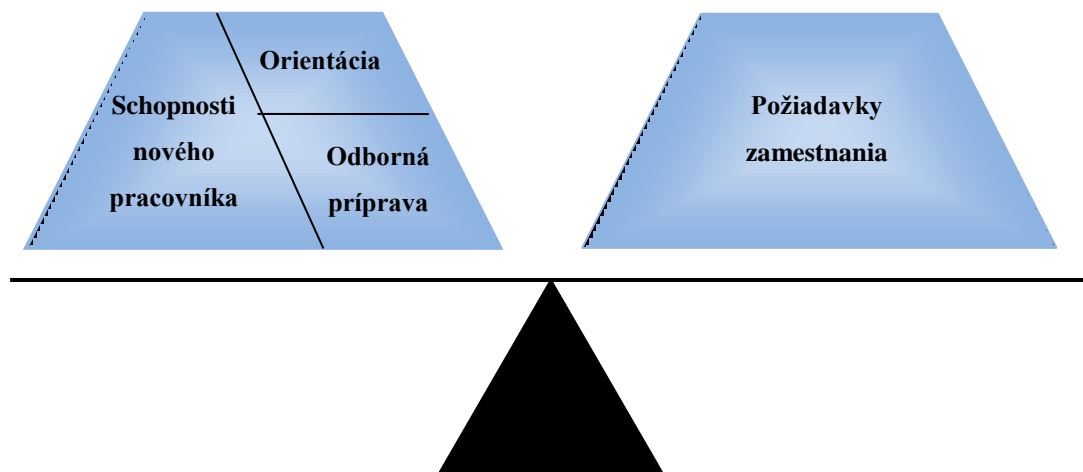 Orientácia
Schopnosti
nového
pracovníka
Odborná
príprava
Požiadavky
zamestnania